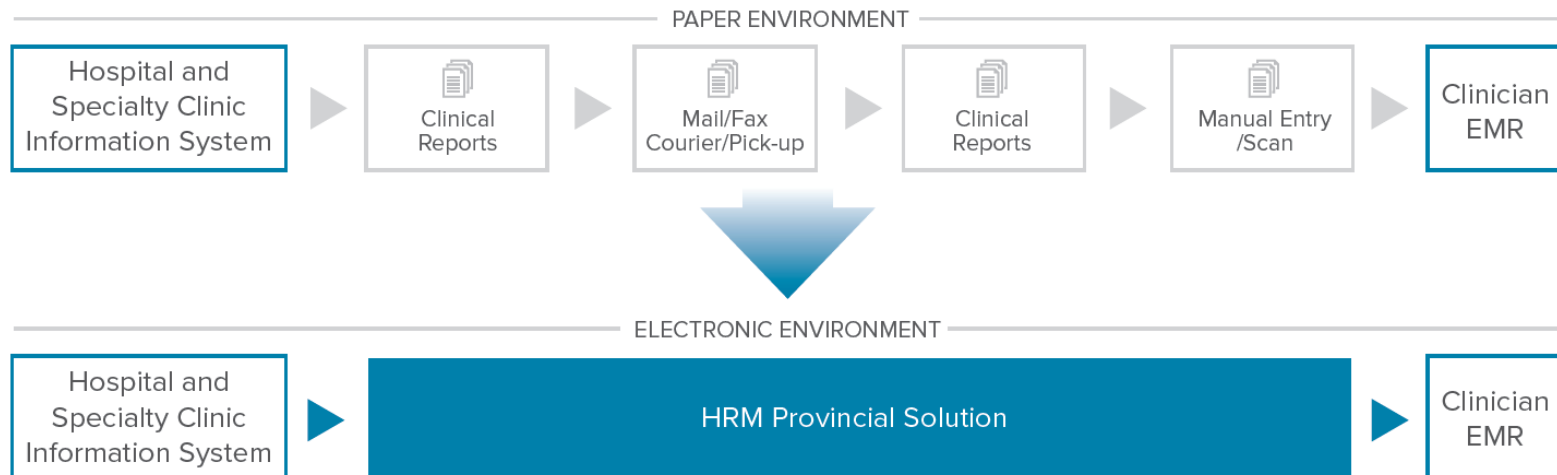 PAPER ENVIRONMENT
Hospital and
Specialty Clinic
Information System
Clinical
Reports
Mail/Fax
Courier/Pick-up
Clinical
Reports
Manual Entry
/Scan
Clinician
EMR
ELECTRONIC ENVIRONMENT
Hospital and
Specialty Clinic
Information System
HRM Provincial Solution
Clinician
EMR